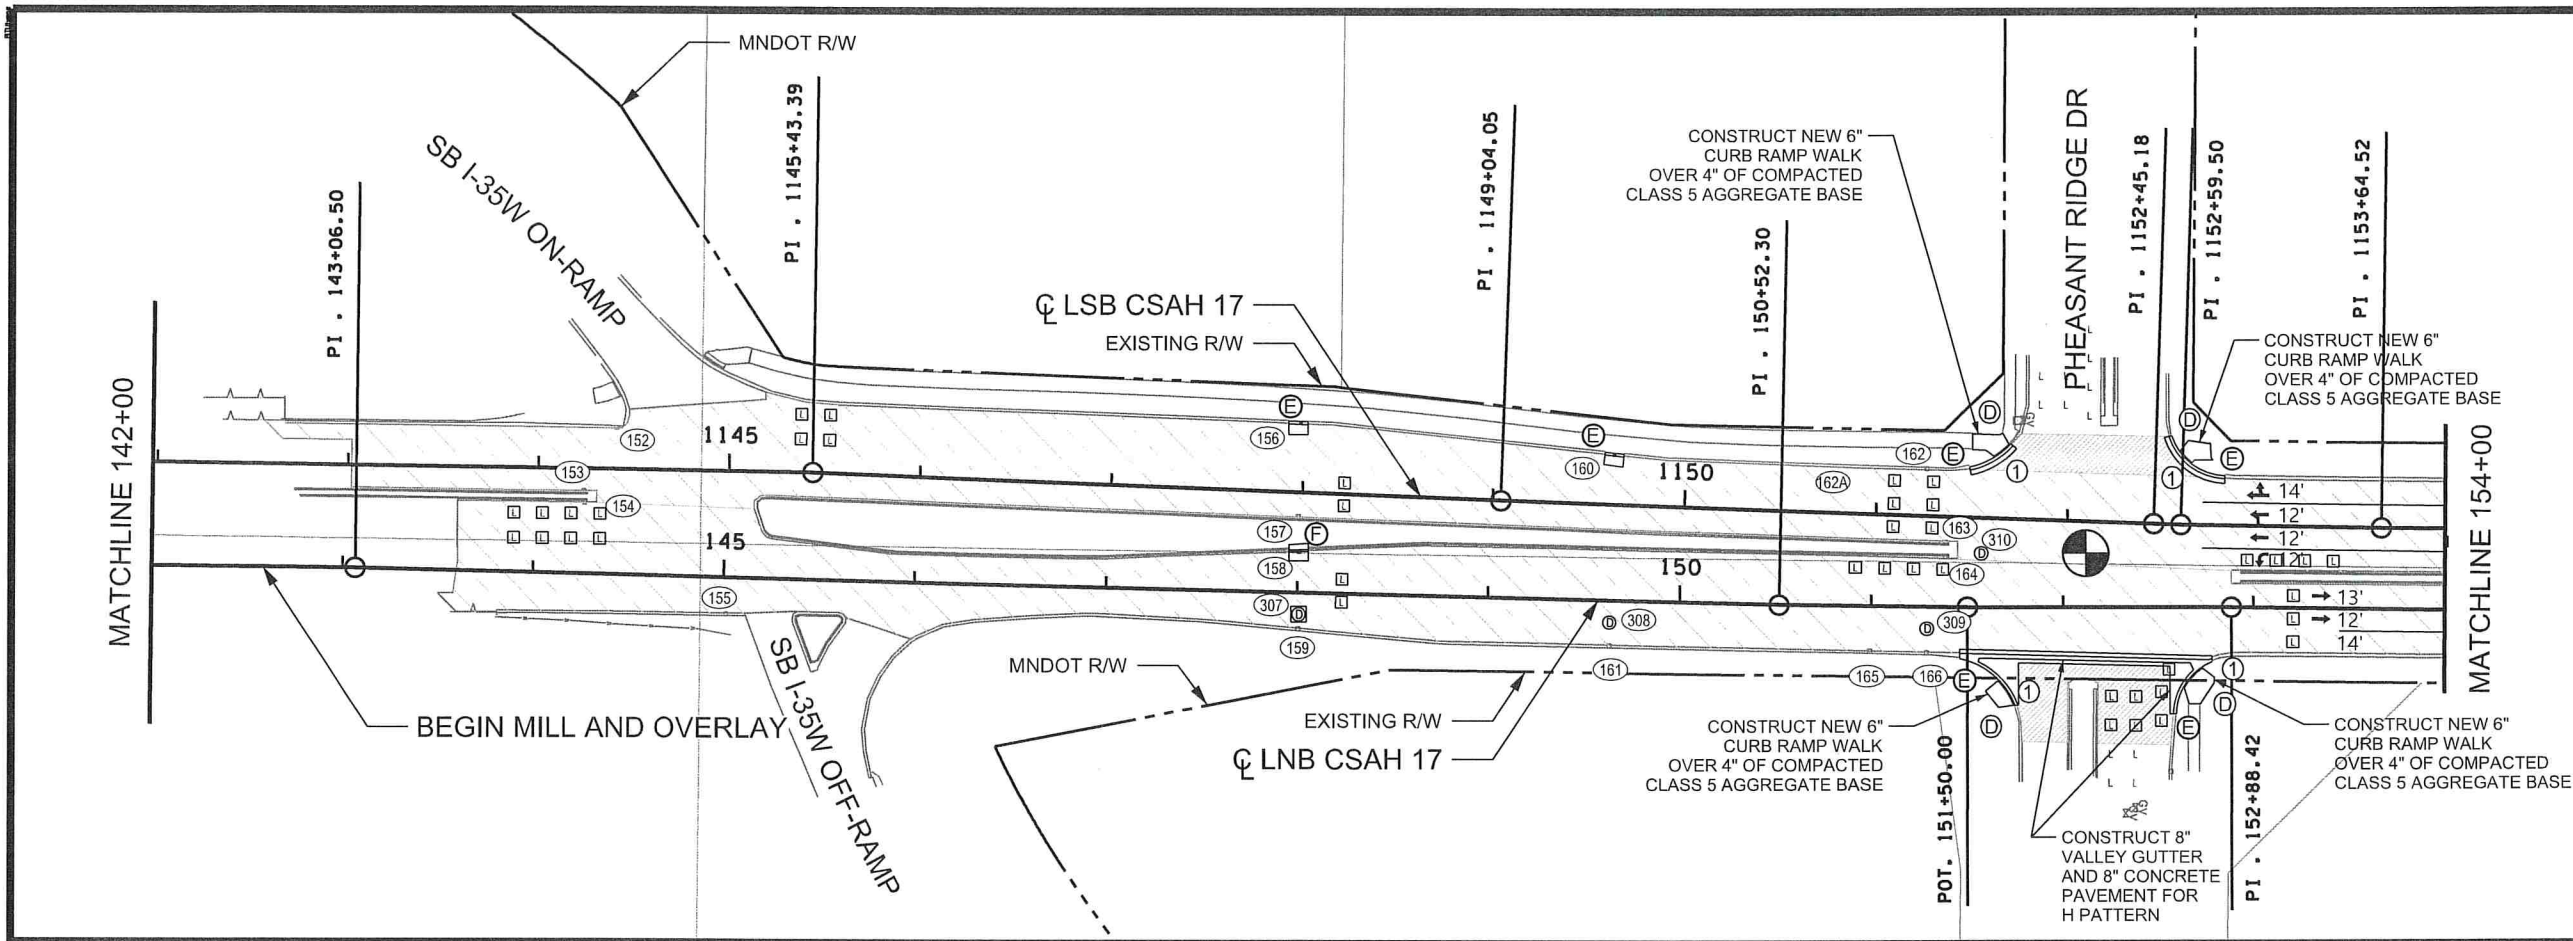 MNDOT R/W
SB I-35W ON-RAMP
PI . 143+06.50
PI . 1145+43.39
PI . 1149+04.05
PI . 150+52.30
CONSTRUCT NEW 6"
CURB RAMP WALK
OVER 4" OF COMPACTED
CLASS 5 AGGREGATE BASE
PHEASANT RIDGE DR
PI . 1152+45.18
PI . 1152+59.50
PI . 1153+64.52
CONSTRUCT NEW 6"
CURB RAMP WALK
OVER 4" OF COMPACTED
CLASS 5 AGGREGATE BASE
℄ LSB CSAH 17
EXISTING R/W
MATCHLINE 142+00
MATCHLINE 154+00
152
1145
153
154
145
155
E
156
157
F
158
307
159
E
160
1150
162A
162
E
D
1
163
310
164
150
308
161
309
165
166
D
E
1
14'
12'
12'
12'
13'
12'
14'
E
1
D
1
D
E
BEGIN MILL AND OVERLAY
SB I-35W OFF-RAMP
MNDOT R/W
EXISTING R/W
℄ LNB CSAH 17
CONSTRUCT NEW 6"
CURB RAMP WALK
OVER 4" OF COMPACTED
CLASS 5 AGGREGATE BASE
POT. 151+50.00
CONSTRUCT 8"
VALLEY GUTTER
AND 8" CONCRETE
PAVEMENT FOR
H PATTERN
PI . 152+88.42
CONSTRUCT NEW 6"
CURB RAMP WALK
OVER 4" OF COMPACTED
CLASS 5 AGGREGATE BASE